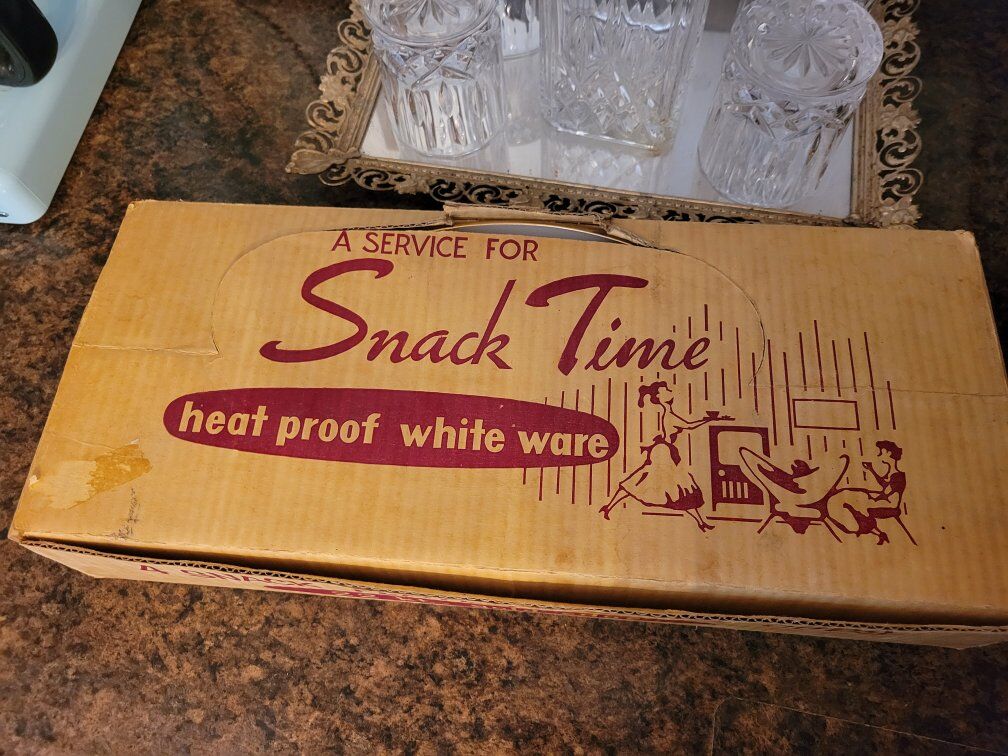 A SERVICE FOR
Snack Time
heat proof white ware